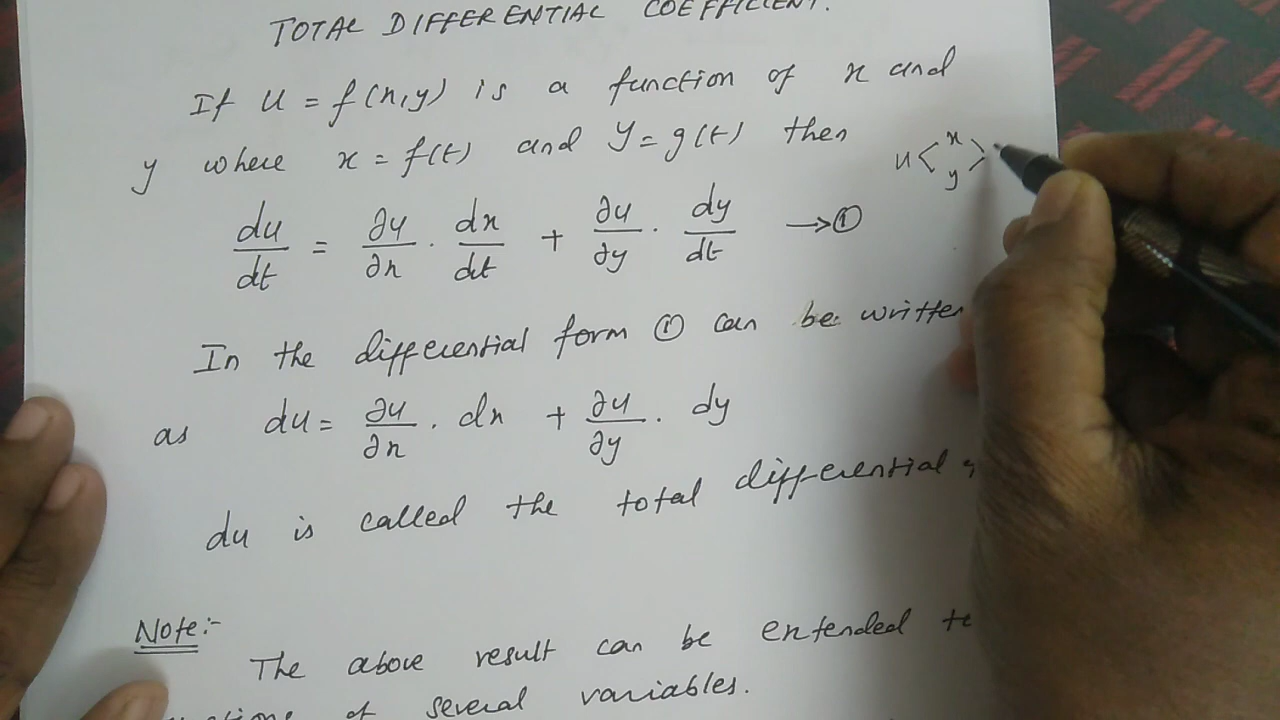 TOTAL DIFFERENTIAL COEFFICIENT.
If u = f(x,y) is a function of x and
y where x = f(t) and y = g(t) then
u < x y >
du/dt = ∂u/∂x · dx/dt + ∂u/∂y · dy/dt → ①
In the differential form ① can be written
as du = ∂u/∂x · dx + ∂u/∂y · dy
du is called the total differential
Note:-
The above result can be extended to
of several variables.